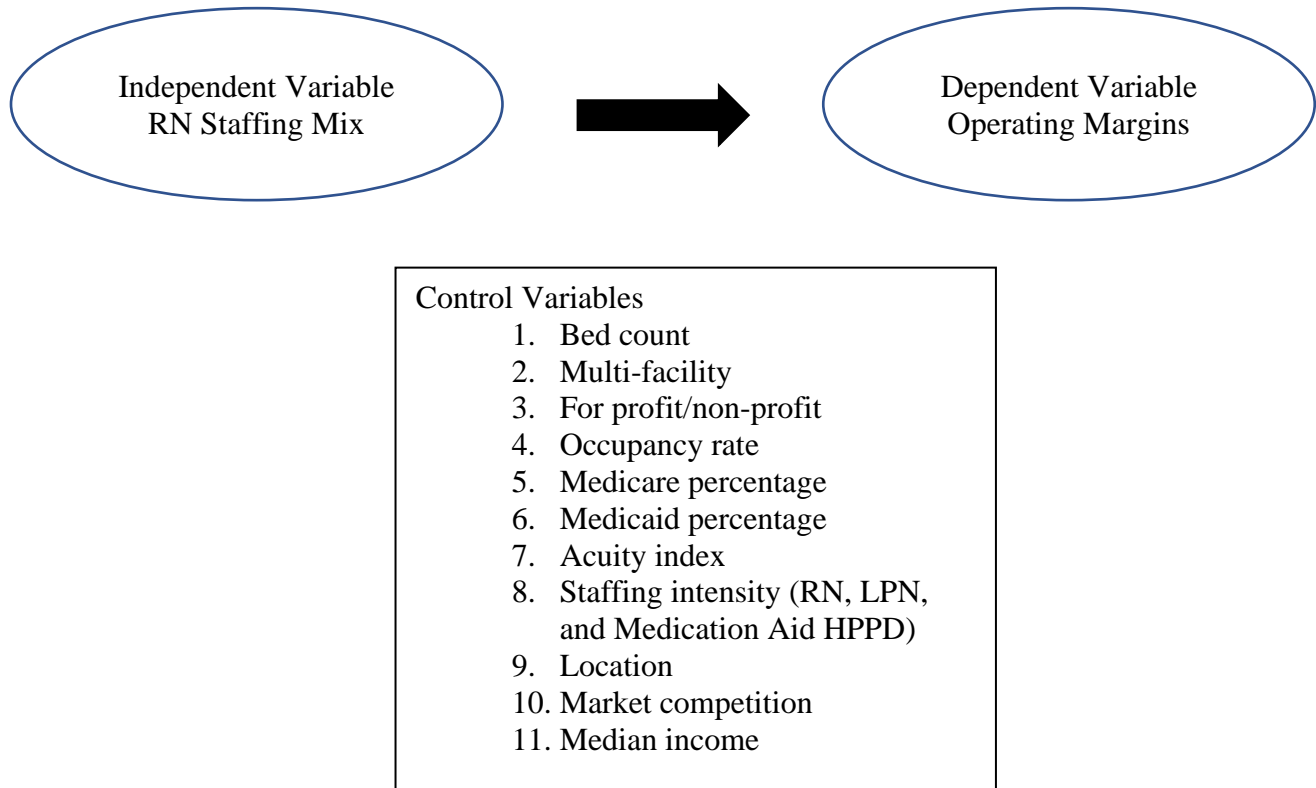 Independent Variable
RN Staffing Mix
Dependent Variable
Operating Margins
Control Variables
1. Bed count
2. Multi-facility
3. For profit/non-profit
4. Occupancy rate
5. Medicare percentage
6. Medicaid percentage
7. Acuity index
8. Staffing intensity (RN, LPN,
and Medication Aid HPPD)
9. Location
10. Market competition
11. Median income